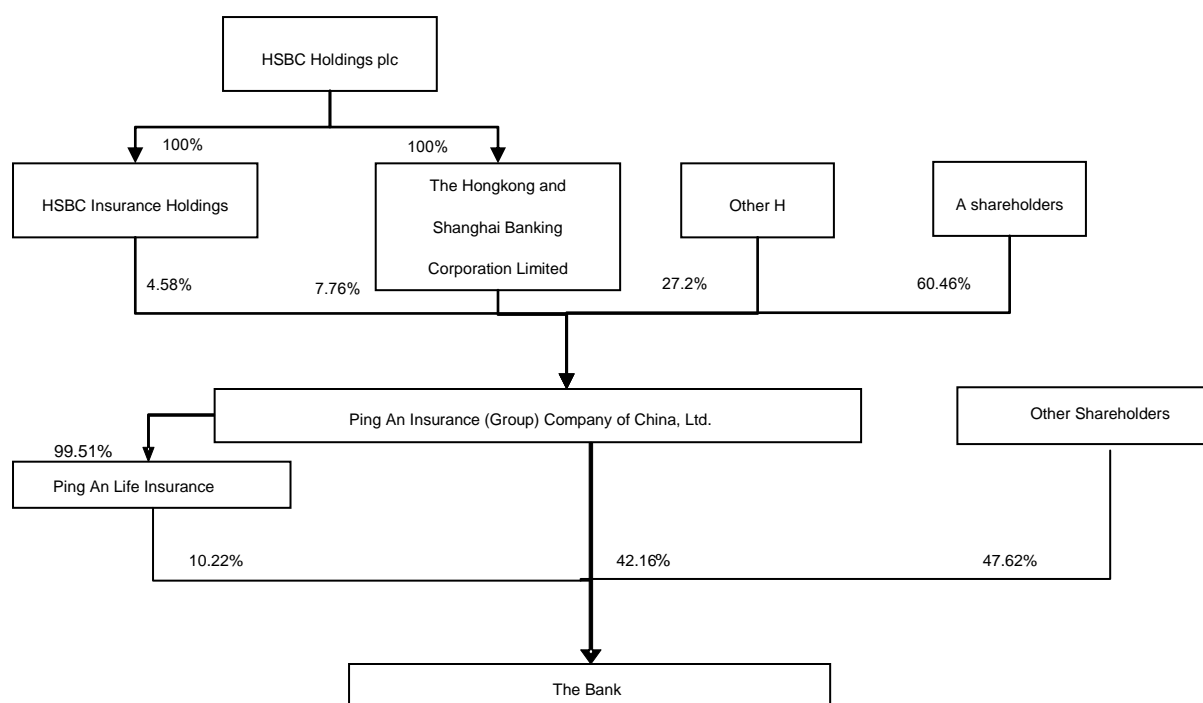 HSBC Holdings plc
100%
100%
HSBC Insurance Holdings
The Hongkong and
Shanghai Banking
Corporation Limited
Other H
A shareholders
4.58%
7.76%
27.2%
60.46%
Ping An Insurance (Group) Company of China, Ltd.
Other Shareholders
99.51%
Ping An Life Insurance
10.22%
42.16%
47.62%
The Bank